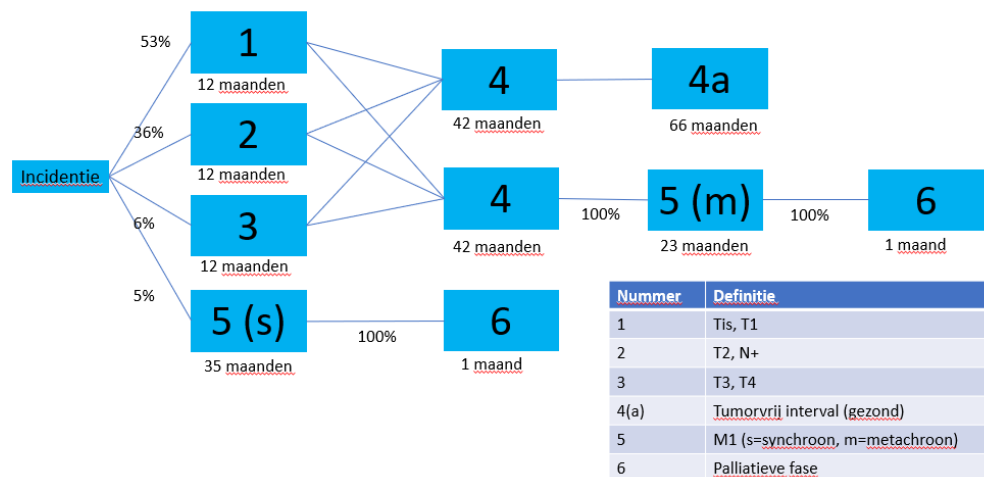 53%
1
12 maanden
36%
2
12 maanden
Incidentie
6%
3
12 maanden
5%
5 (s)
35 maanden
100%
6
1 maand
4
42 maanden
4a
66 maanden
4
42 maanden
100%
5 (m)
23 maanden
100%
6
1 maand
Nummer Definitie
1 Tis, T1
2 T2, N+
3 T3, T4
4(a) Tumorvrij interval (gezond)
5 M1 (s=synchroon, m=metachroon)
6 Palliatieve fase